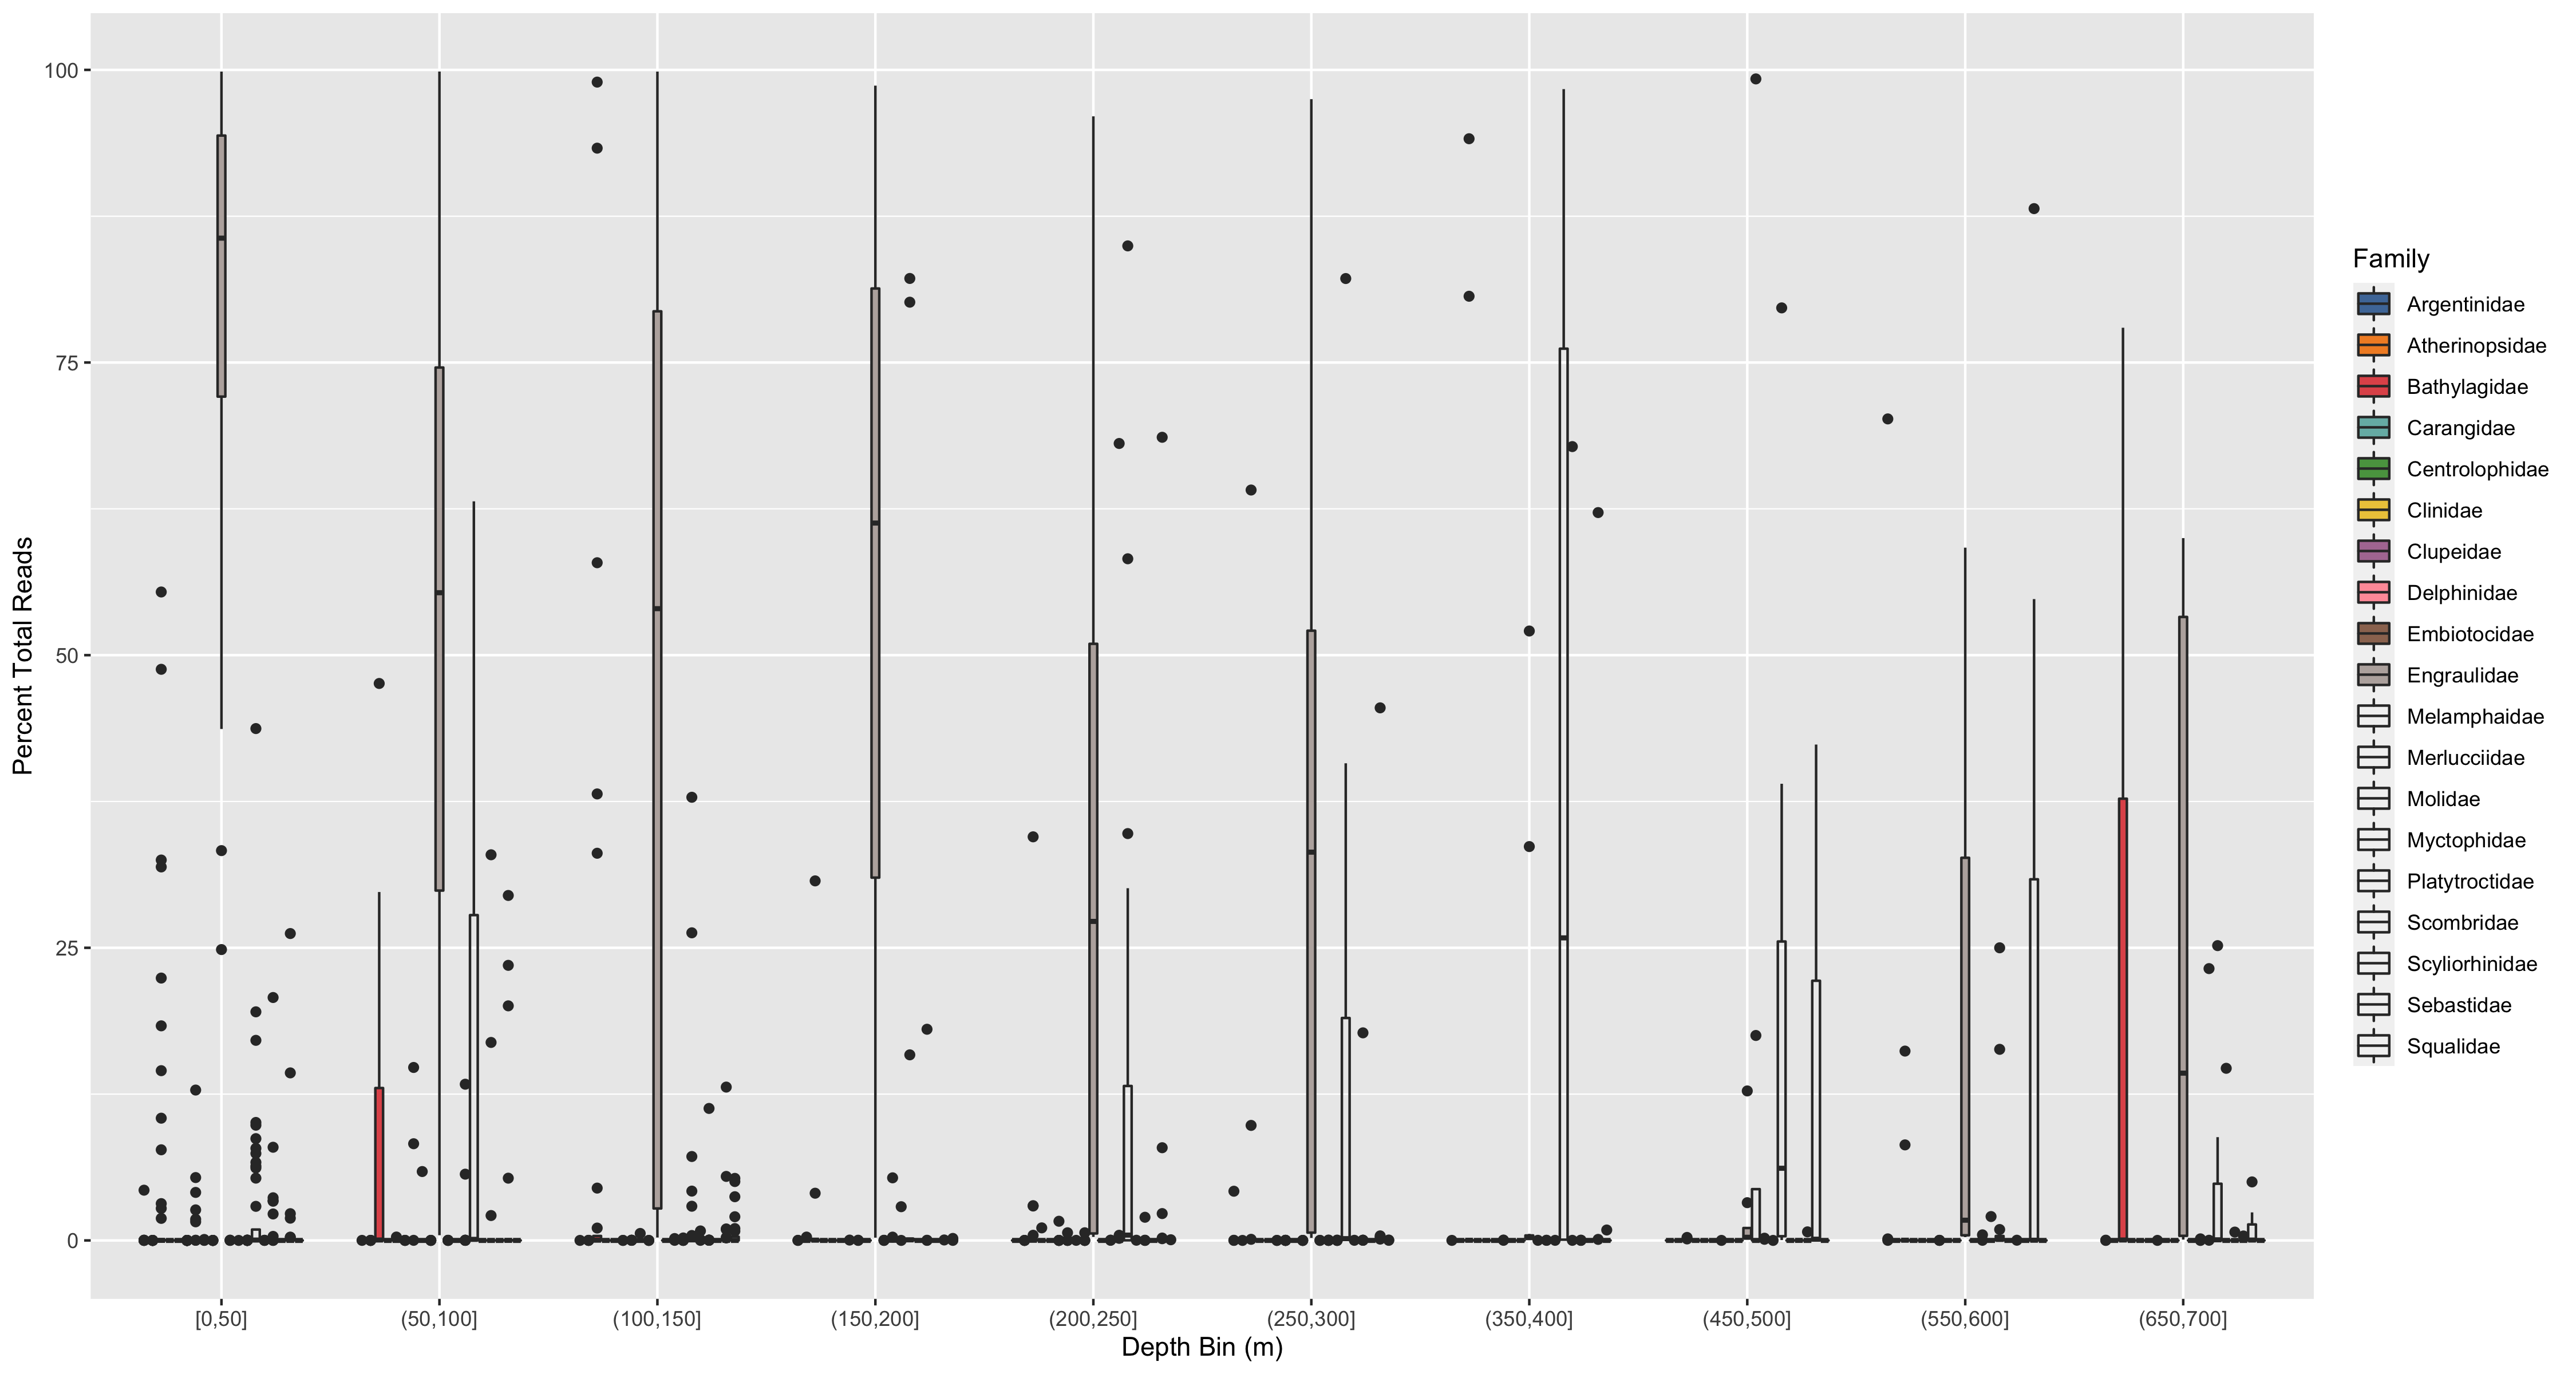 Percent Total Reads
100
75
50
25
0
[0,50]
(50,100]
(100,150]
(150,200]
(200,250]
(250,300]
(350,400]
(450,500]
(550,600]
(650,700]
Depth Bin (m)
Family
Argentinidae
Atherinopsidae
Bathylagidae
Carangidae
Centrolophidae
Clinidae
Clupeidae
Delphinidae
Embiotocidae
Engraulidae
Melamphaidae
Merlucciidae
Molidae
Myctophidae
Platytroctidae
Scombridae
Scyliorhinidae
Sebastidae
Squalidae